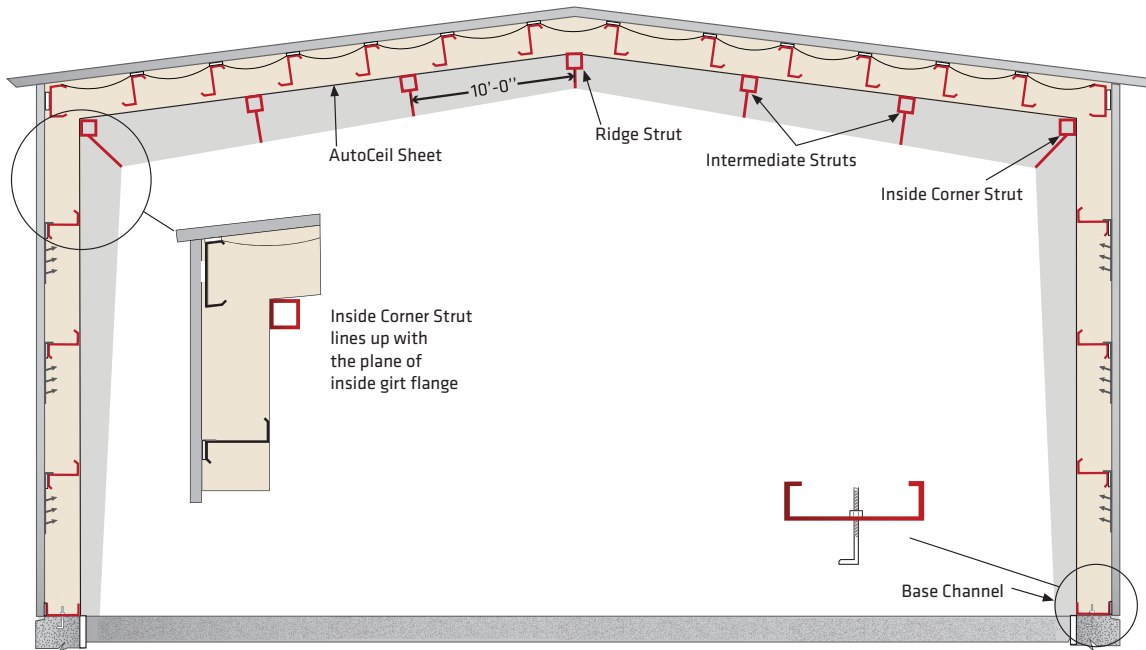 10'-0''
Ridge Strut
AutoCeil Sheet
Intermediate Struts
Inside Corner Strut
Inside Corner Strut
lines up with
the plane of
inside girt flange
Base Channel